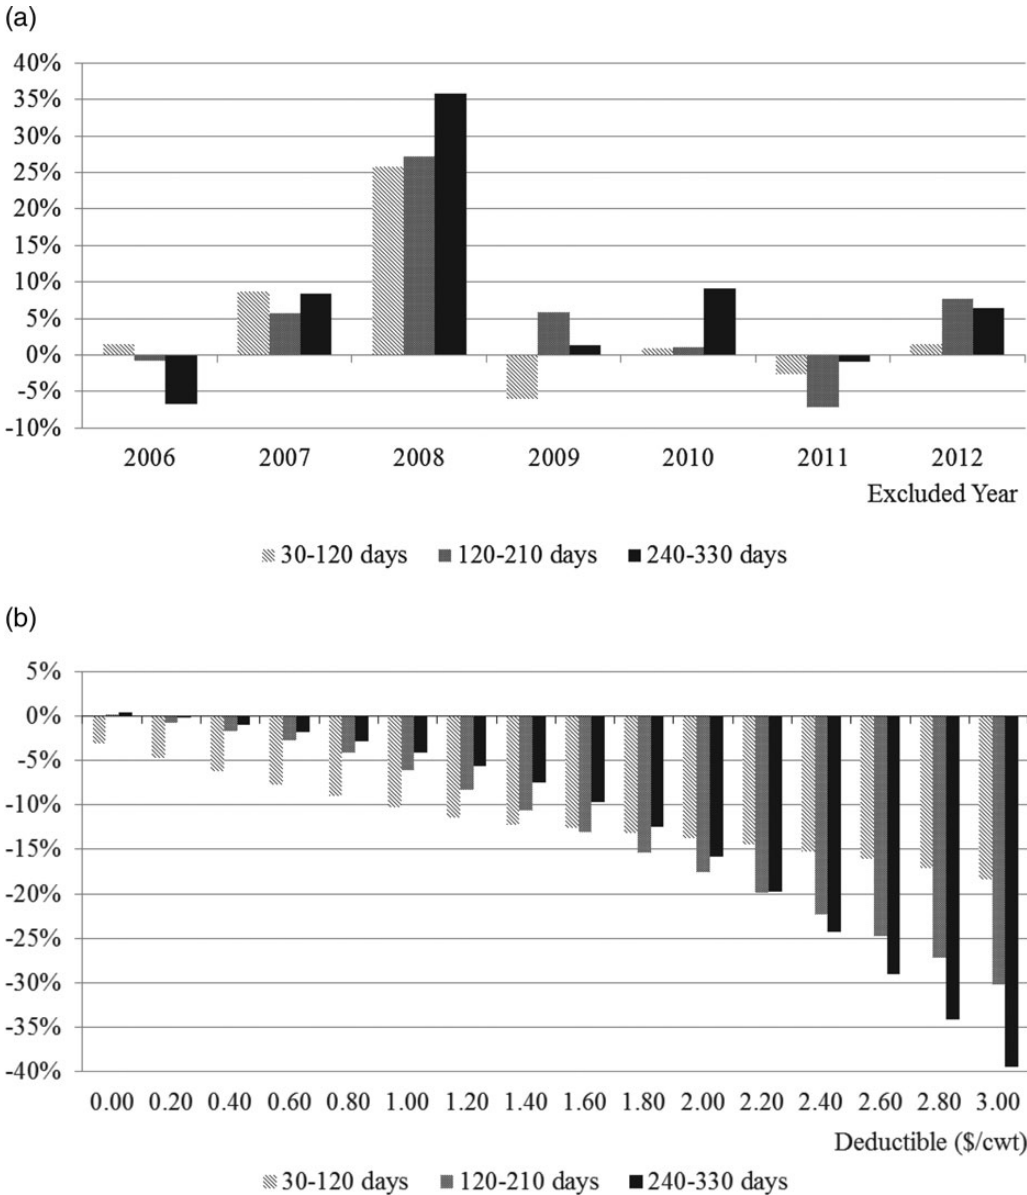 (a)
40%
35%
30%
25%
20%
15%
10%
5%
0%
-5%
-10%
2006 2007 2008 2009 2010 2011 2012
Excluded Year
30-120 days 120-210 days 240-330 days
(b)
5%
0%
-5%
-10%
-15%
-20%
-25%
-30%
-35%
-40%
0.00 0.20 0.40 0.60 0.80 1.00 1.20 1.40 1.60 1.80 2.00 2.20 2.40 2.60 2.80 3.00
Deductible ($/cwt)
30-120 days 120-210 days 240-330 days